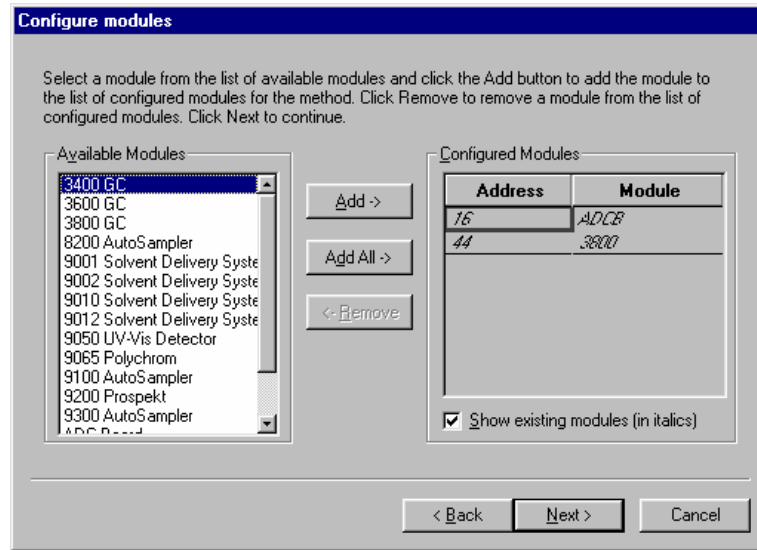 Configure modules
Select a module from the list of available modules and click the Add button to add the module to
the list of configured modules for the method. Click Remove to remove a module from the list of
configured modules. Click Next to continue.
Available Modules
3400 GC
3600 GC
3800 GC
8200 AutoSampler
9001 Solvent Delivery Syste
9002 Solvent Delivery Syste
9010 Solvent Delivery Syste
9012 Solvent Delivery Syste
9050 UV-Vis Detector
9065 Polychrom
9100 AutoSampler
9200 Prospekt
9300 AutoSampler
Add ->
Add All ->
<- Remove
Configured Modules
Address Module
16 ADCB
44 3800
Show existing modules (in italics)
< Back Next > Cancel